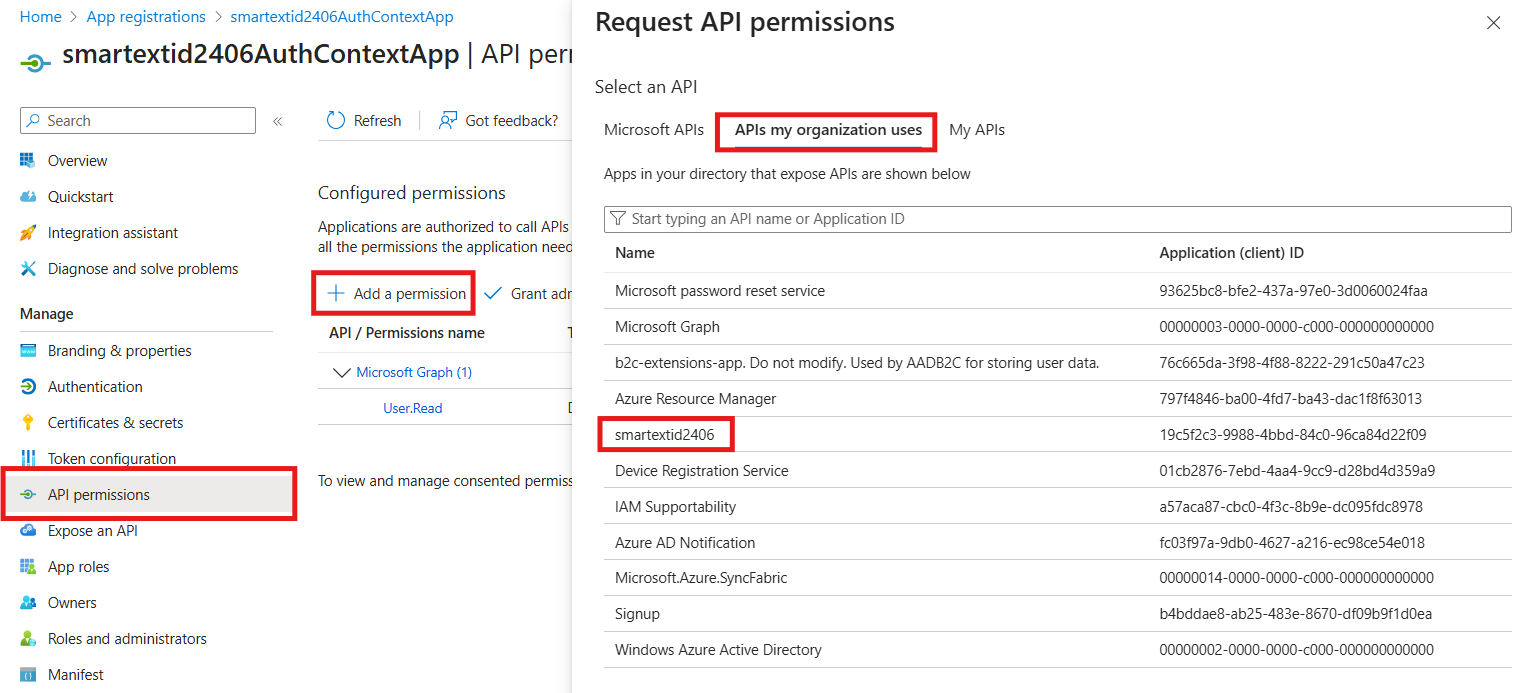 Home > App registrations > smartextid2406AuthContextApp
smartextid2406AuthContextApp | API perm
Search
«
Overview
Quickstart
Integration assistant
Diagnose and solve problems
Manage
Branding & properties
Authentication
Certificates & secrets
Token configuration
API permissions
Expose an API
App roles
Owners
Roles and administrators
Manifest
Refresh
Got feedback?
Configured permissions
Applications are authorized to call APIs
all the permissions the application need
Add a permission
Grant adr
API / Permissions name
Microsoft Graph (1)
User.Read
To view and manage consented permiss
Request API permissions
Select an API
Microsoft APIs APIs my organization uses My APIs
Apps in your directory that expose APIs are shown below
Start typing an API name or Application ID
Name Application (client) ID
Microsoft password reset service 93625bc8-bfe2-437a-97e0-3d0060024faa
Microsoft Graph 00000003-0000-0000-c000-000000000000
b2c-extensions-app. Do not modify. Used by AADB2C for storing user data. 76c665da-3f98-4f88-8222-291c50a47c23
Azure Resource Manager 797f4846-ba00-4fd7-ba43-dac1f8f63013
smartextid2406 19c5f2c3-9988-4bbd-84c0-96ca84d22f09
Device Registration Service 01cb2876-7ebd-4aa4-9cc9-d28bd4d359a9
IAM Supportability a57aca87-cbc0-4f3c-8b9e-dc095fdc8978
Azure AD Notification fc03f97a-9db0-4627-a216-ec98ce54e018
Microsoft.Azure.SyncFabric 00000014-0000-0000-c000-000000000000
Signup b4bddae8-ab25-483e-8670-df09b9f1d0ea
Windows Azure Active Directory 00000002-0000-0000-c000-000000000000